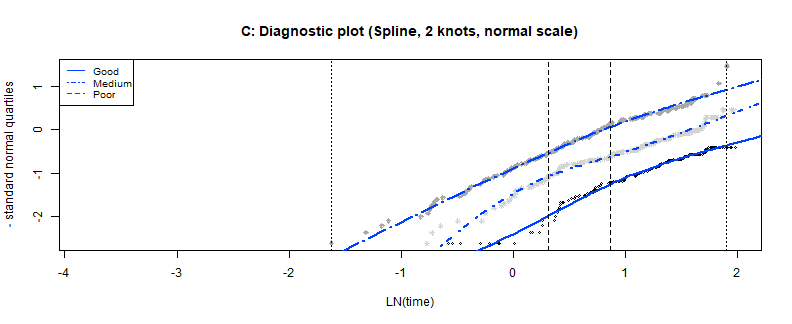 C: Diagnostic plot (Spline, 2 knots, normal scale)
Good
Medium
Poor
- standard normal quartiles
1
0
-1
-2
-4 -3 -2 -1 0 1 2
LN(time)